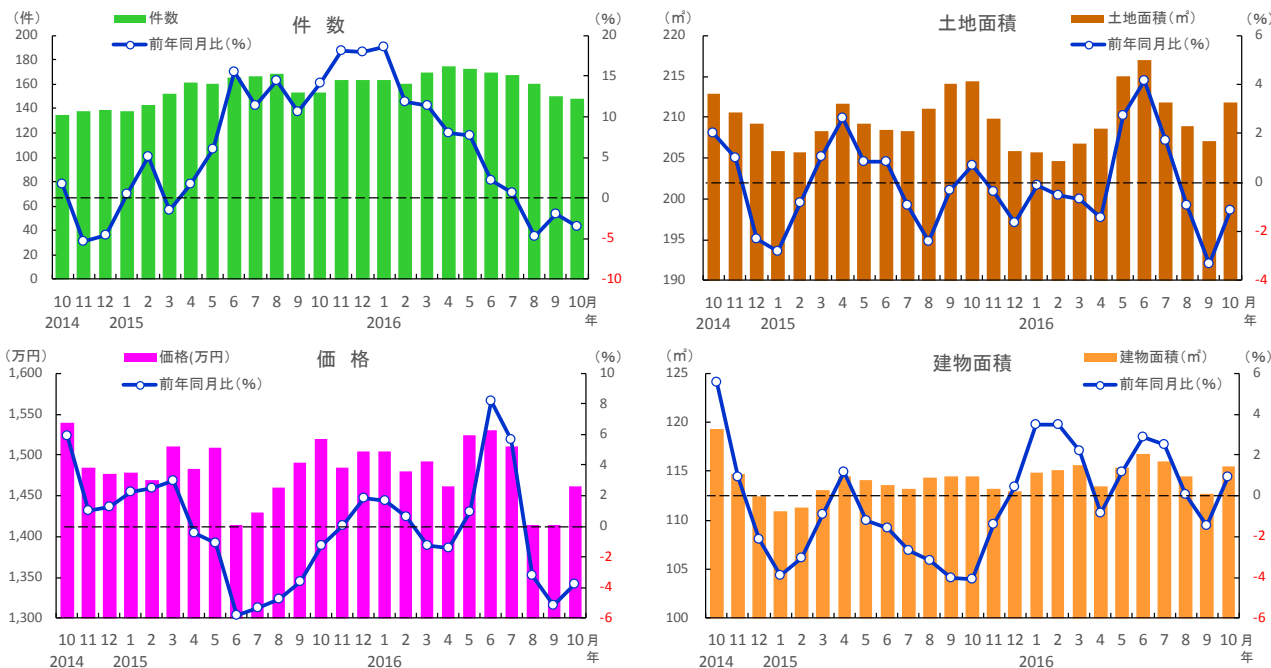 (件) 件 数 (%)
件数
前年同月比(%)
200 20
180
160 15
140 10
120
100 5
80
60 0
40 -5
20
0 -10
10 11 12 1 2 3 4 5 6 7 8 9 10 11 12 1 2 3 4 5 6 7 8 9 10 月
2014 2015 2016 年
(㎡) 土地面積 (%)
土地面積(㎡)
前年同月比(%)
220 6
215 4
210 2
205 0
200
195 -2
190 -4
10 11 12 1 2 3 4 5 6 7 8 9 10 11 12 1 2 3 4 5 6 7 8 9 10 月
2014 2015 2016 年
(万円) 価 格 (%)
価格(万円)
前年同月比(%)
1,600 10
1,550 8
6
1,500 4
1,450 2
1,400 0
-2
1,350 -4
1,300 -6
10 11 12 1 2 3 4 5 6 7 8 9 10 11 12 1 2 3 4 5 6 7 8 9 10 月
2014 2015 2016 年
(㎡) 建物面積 (%)
建物面積(㎡)
前年同月比(%)
125 6
120 4
115 2
110 0
-2
105 -4
100 -6
10 11 12 1 2 3 4 5 6 7 8 9 10 11 12 1 2 3 4 5 6 7 8 9 10 月
2014 2015 2016 年